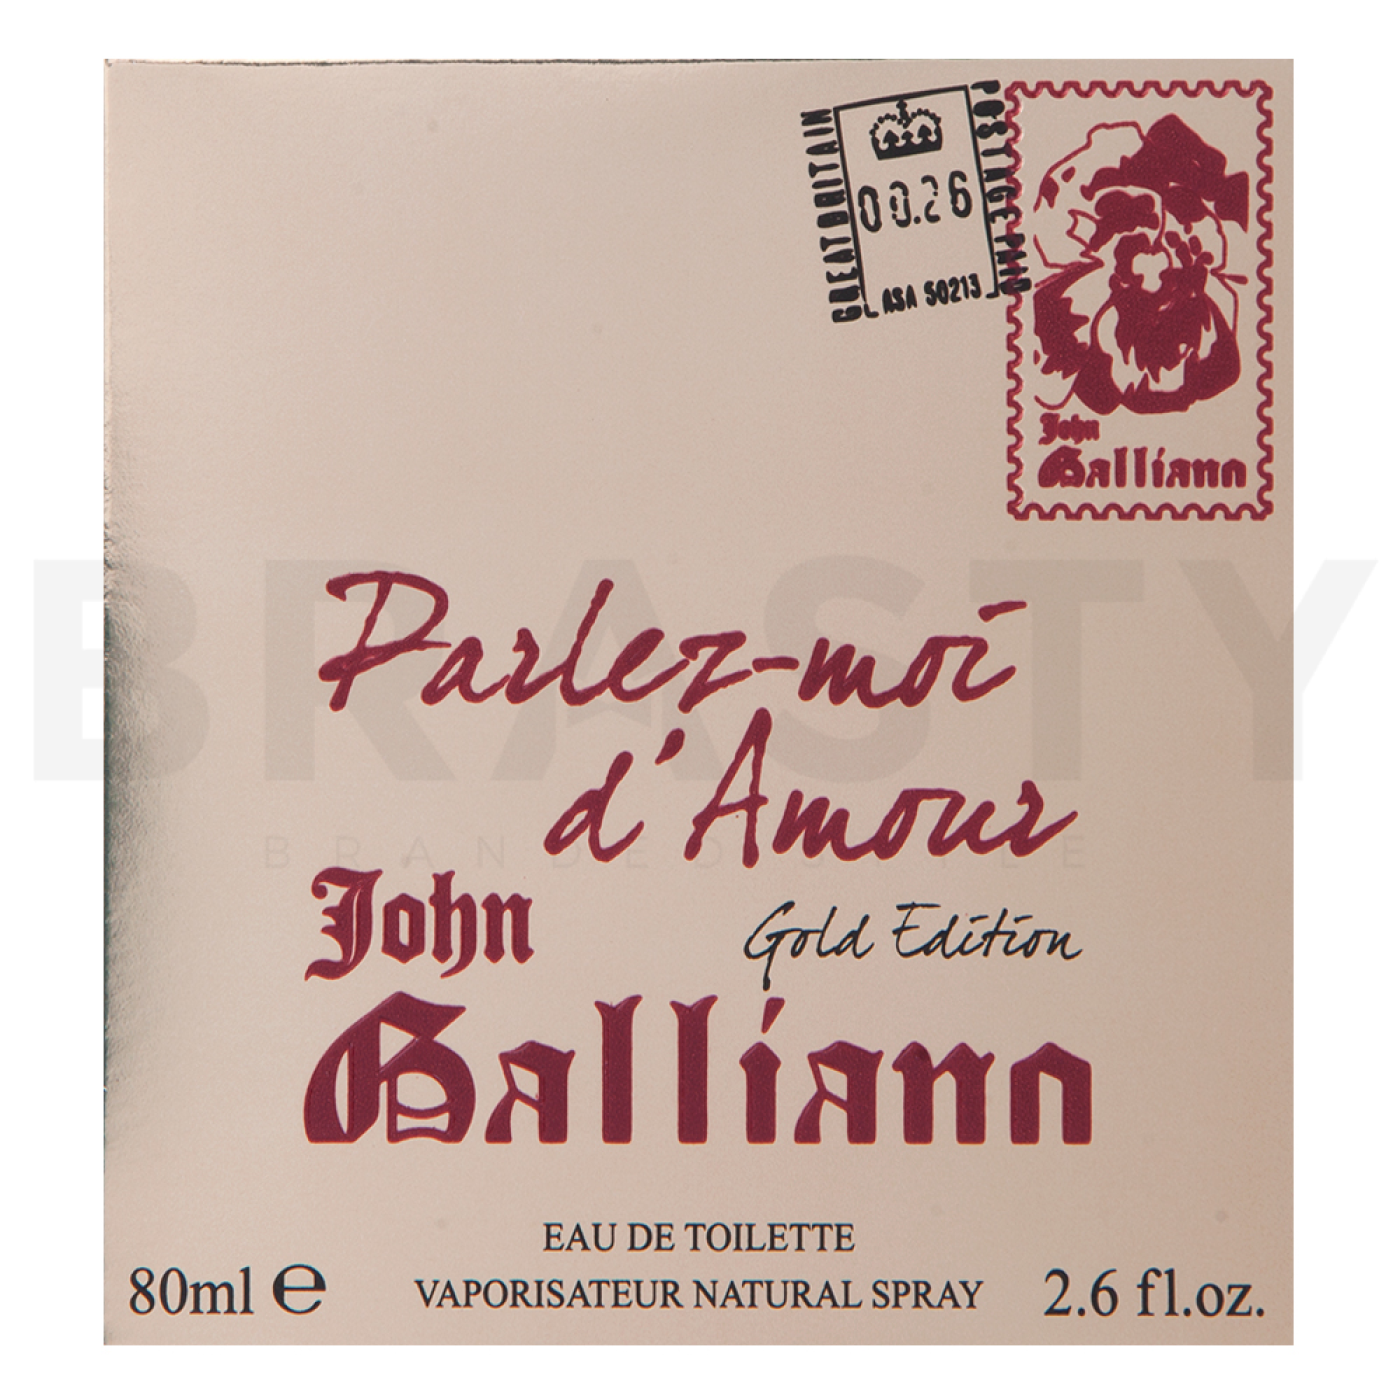 GREAT BRITAIN
POSTAGE PAID
00.26
ASA 50213
John
Galliano
BRASTY
Parlez-moi
d'Amour
John
Gold Edition
Galliano
EAU DE TOILETTE
80ml e
VAPORISATEUR NATURAL SPRAY
2.6 fl.oz.